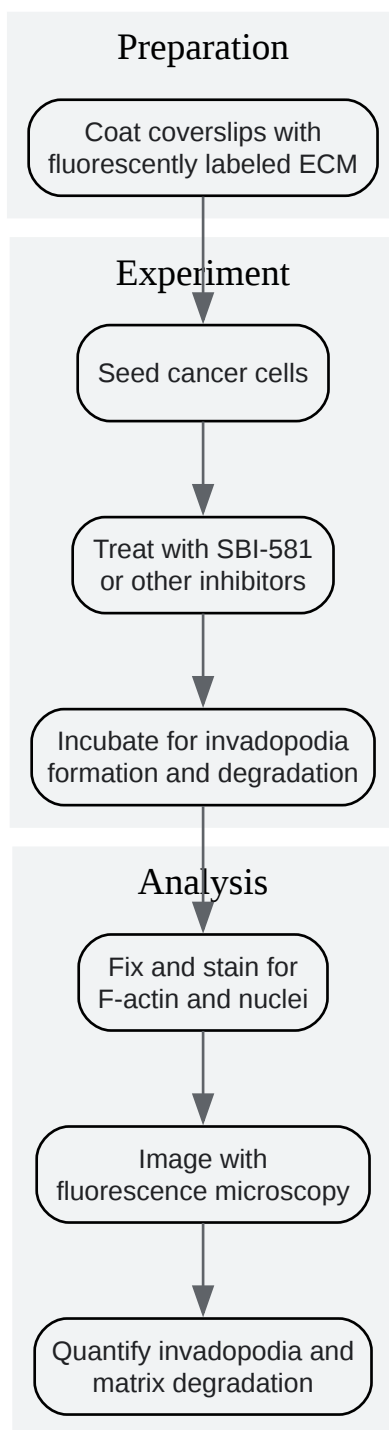 Preparation
Coat coverslips with
fluorescently labeled ECM
Experiment
Seed cancer cells
Treat with SBI-581
or other inhibitors
Incubate for invadopodia
formation and degradation
Analysis
Fix and stain for
F-actin and nuclei
Image with
fluorescence microscopy
Quantify invadopodia and
matrix degradation